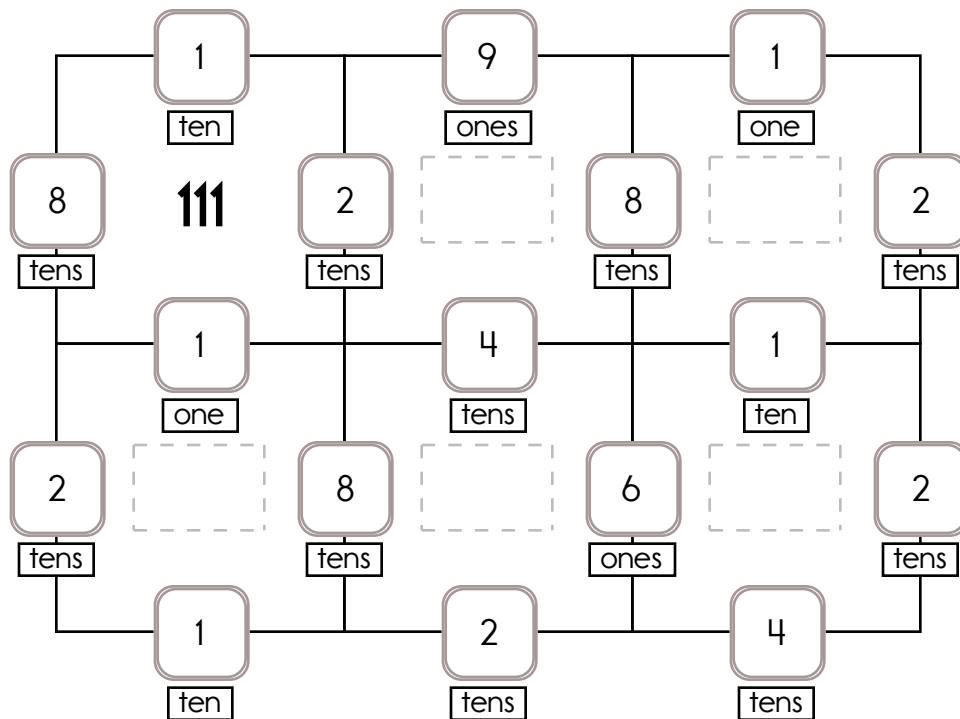 1 9 1
ten ones one
8 111 2 8 2
tens tens tens tens
1 4 1
one tens ten
2 8 6 2
tens tens ones tens
1 2 4
ten tens tens